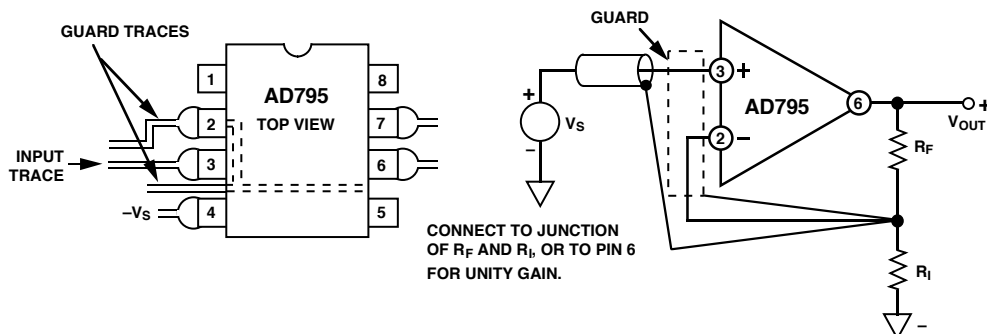 GUARD TRACES
1
8
AD795
TOP VIEW
2
7
INPUT
TRACE
3
6
–VS
4
5
GUARD
3
+
AD795
6
+
VOUT
+
VS
–
2
–
RF
CONNECT TO JUNCTION
OF RF AND RI, OR TO PIN 6
FOR UNITY GAIN.
RI
–